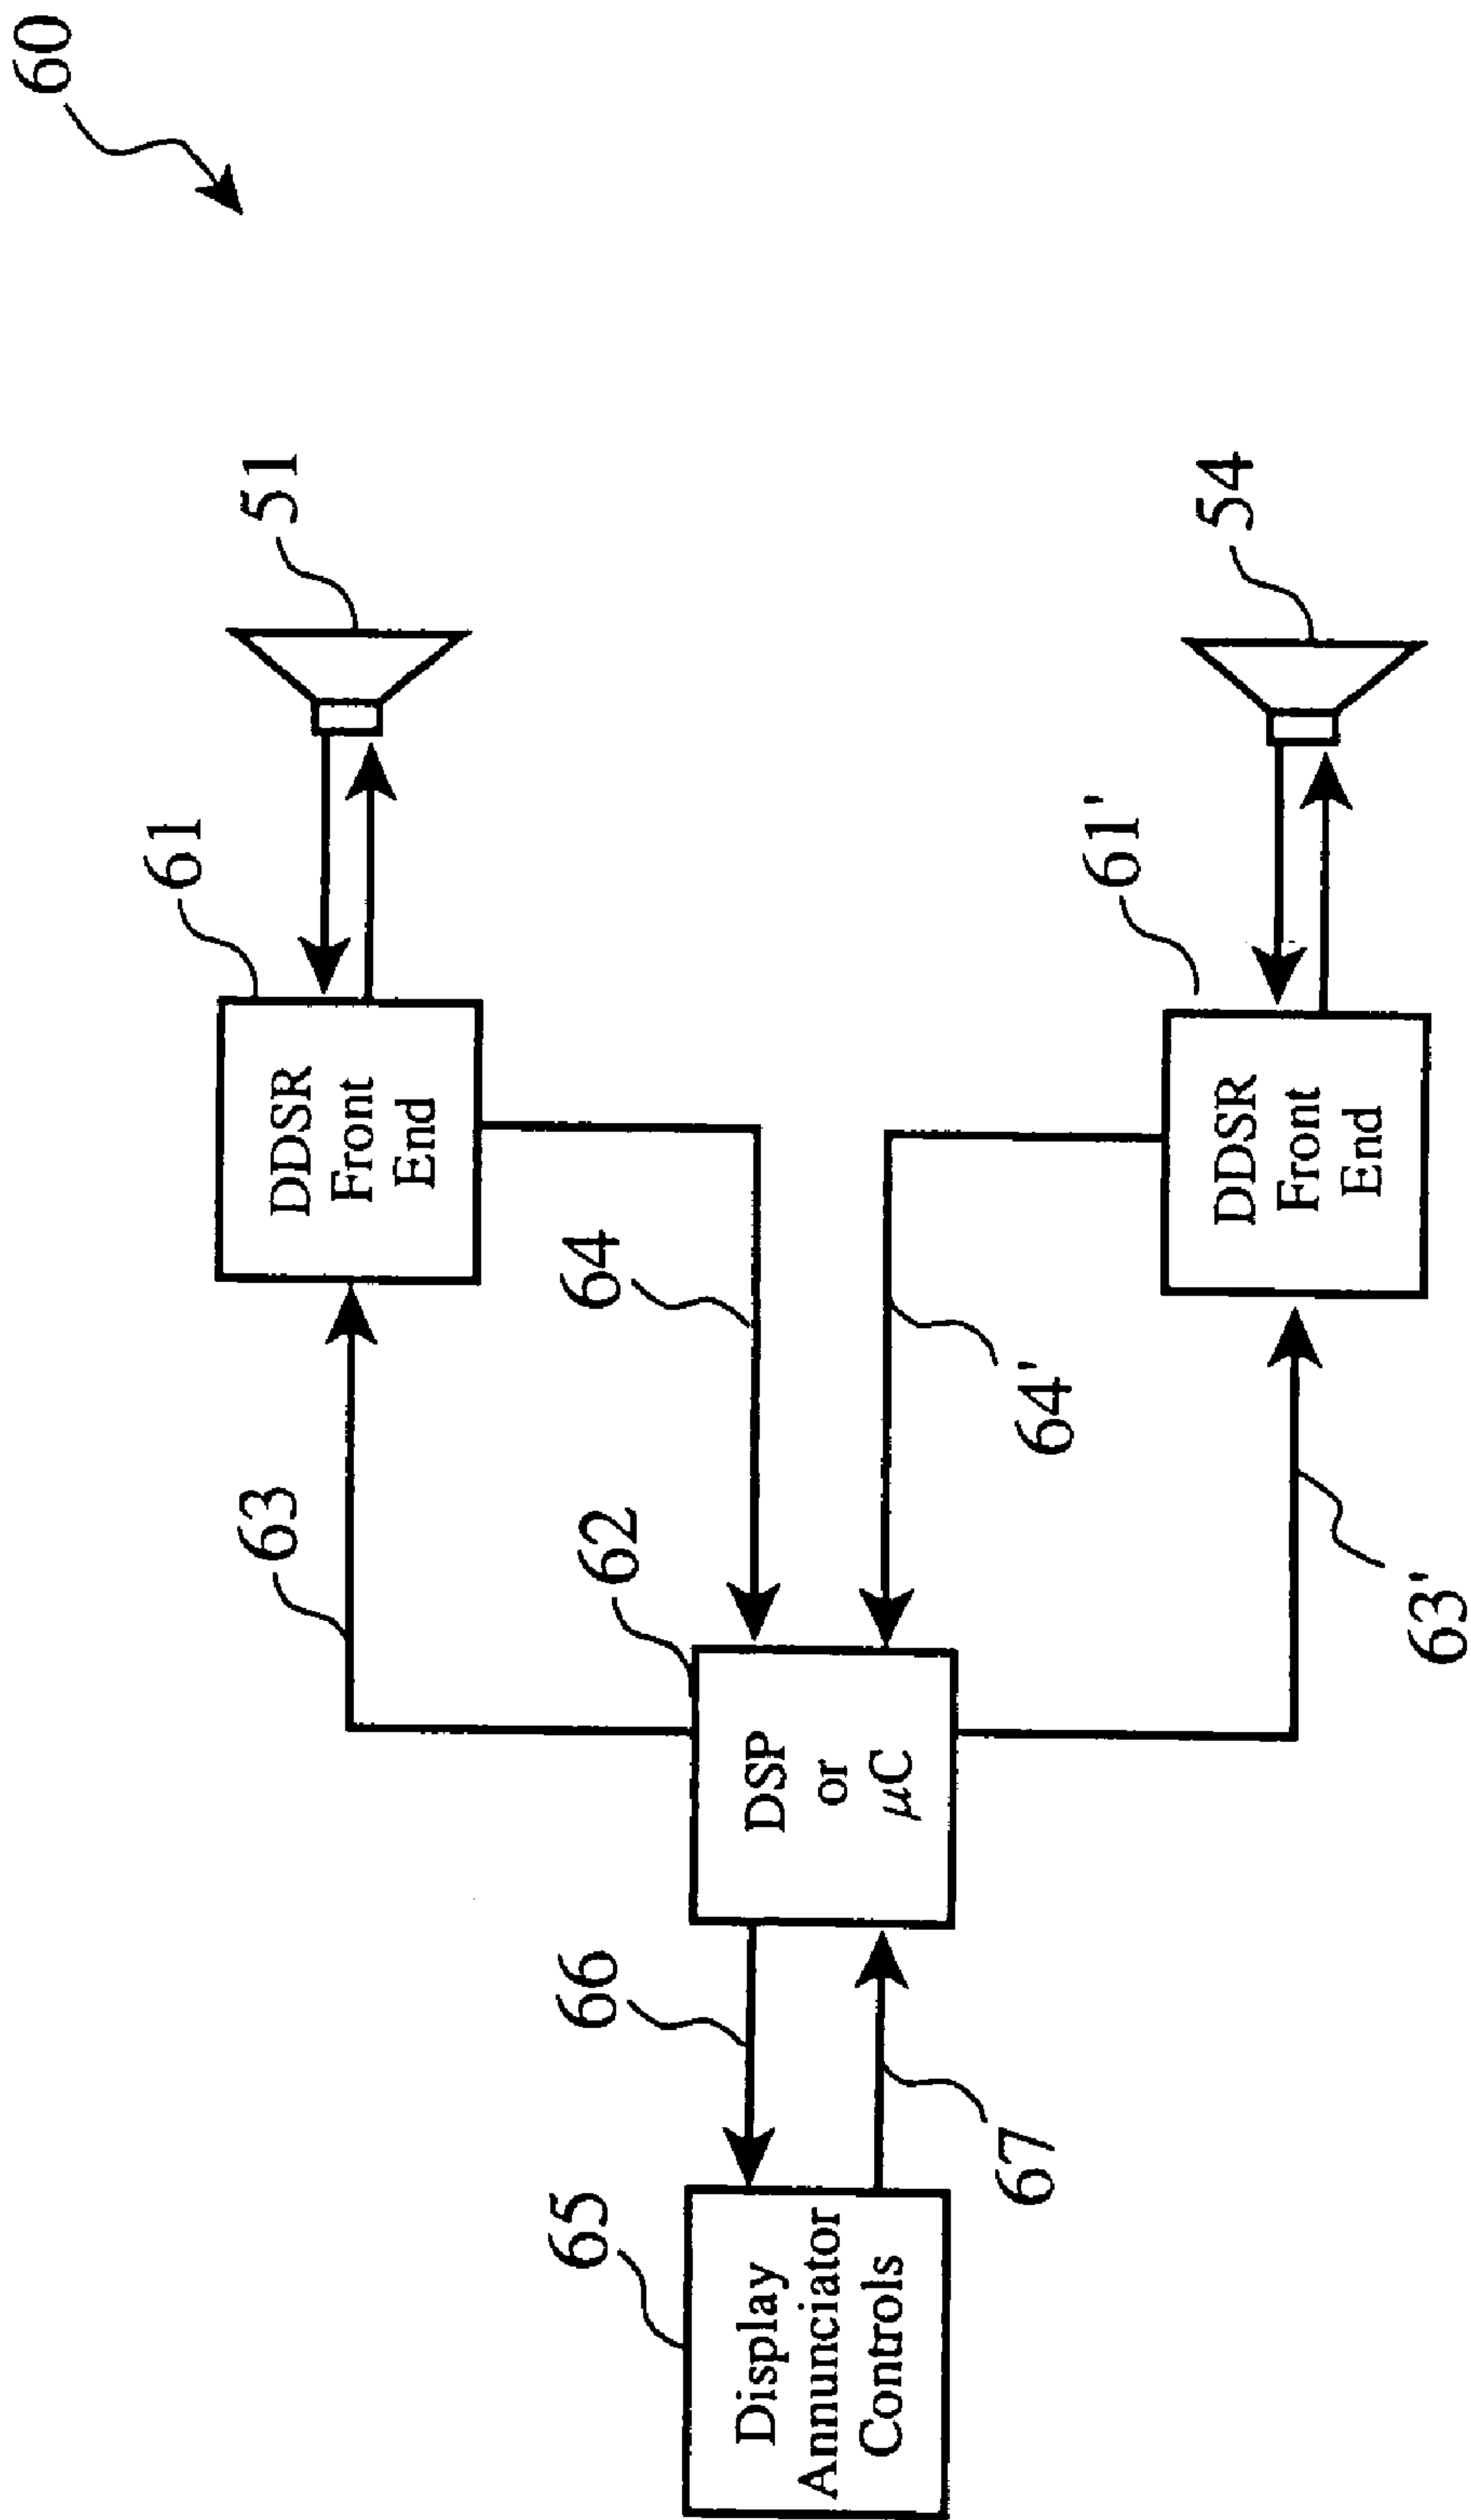 60
51
61
DDSR
Front
End
63
64
62
DSP
or
μC
66
65
Display
Annunciator
Controls
67
64'
63'
54
61'
DDSR
Front
End